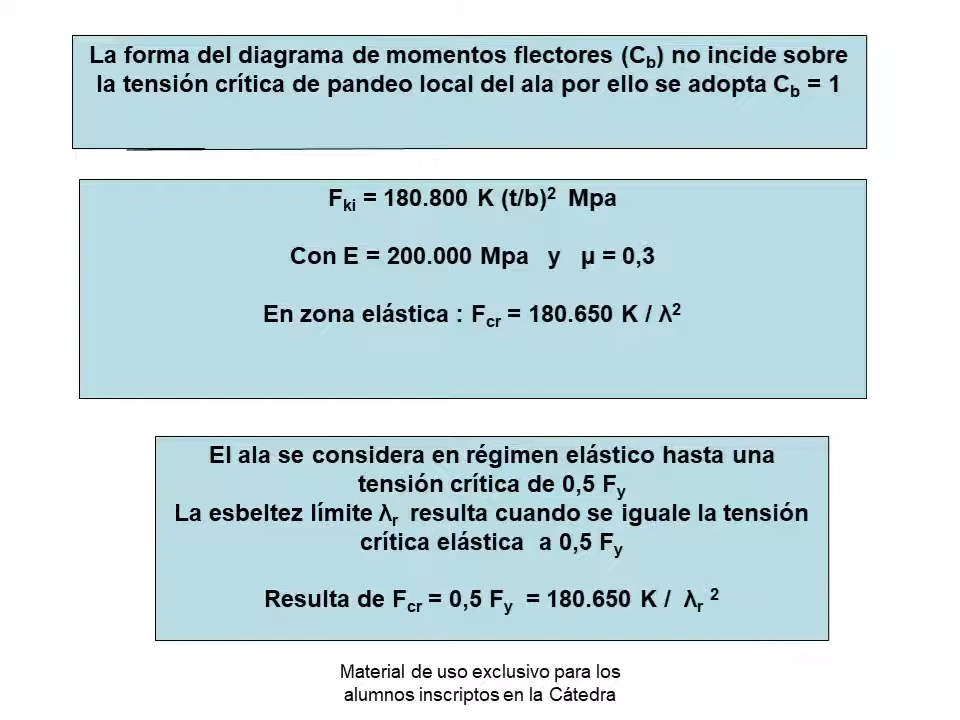 La forma del diagrama de momentos flectores (Cb) no incide sobre
la tensión crítica de pandeo local del ala por ello se adopta Cb = 1
Fki = 180.800 K (t/b)2 Mpa
Con E = 200.000 Mpa y µ = 0,3
En zona elástica : Fcr = 180.650 K / λ2
El ala se considera en régimen elástico hasta una
tensión crítica de 0,5 Fy
La esbeltez límite λr resulta cuando se iguale la tensión
crítica elástica a 0,5 Fy
Resulta de Fcr = 0,5 Fy = 180.650 K / λr 2
Material de uso exclusivo para los
alumnos inscriptos en la Cátedra